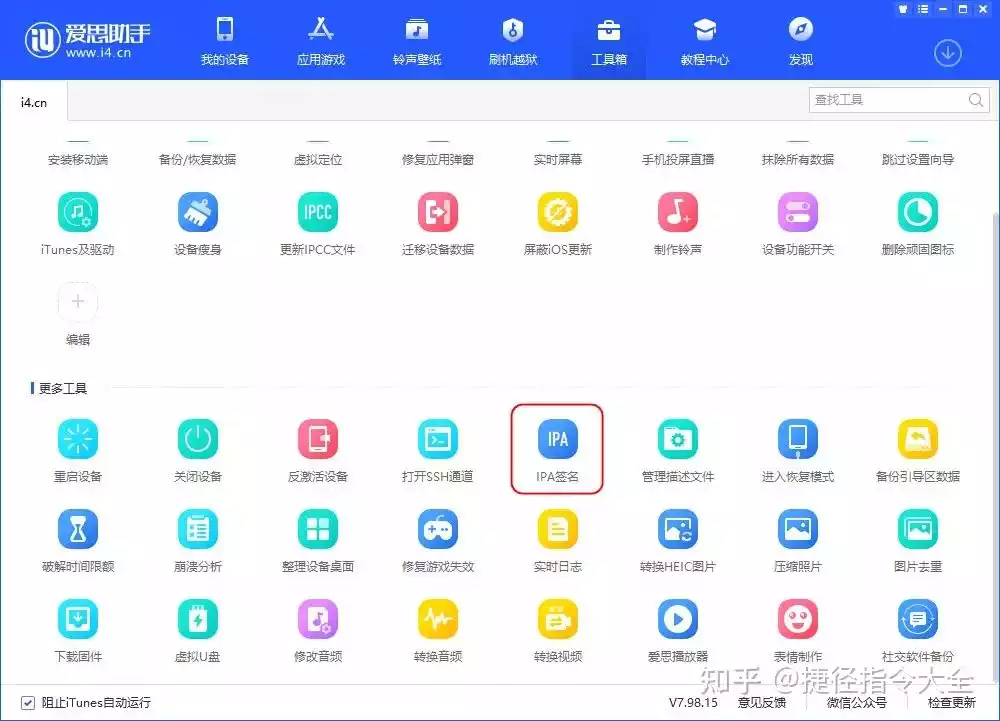 iU 爱思助手
www.i4.cn
我的设备 应用游戏 铃声壁纸 刷机越狱 工具箱 教程中心 发现
i4.cn 查找工具
安装移动端 备份/恢复数据 虚拟定位 修复应用弹窗 实时屏幕 手机投屏直播 抹除所有数据 跳过设置向导
IPCC
iTunes及驱动 设备瘦身 更新IPCC文件 迁移设备数据 屏蔽iOS更新 制作铃声 设备功能开关 删除顽固图标
编辑
更多工具
IPA
重启设备 关闭设备 反激活设备 打开SSH通道 IPA签名 管理描述文件 进入恢复模式 备份引导区数据
破解时间限额 崩溃分析 整理设备桌面 修复游戏失效 实时日志 转换HEIC图片 压缩照片 图片去重
下载固件 虚拟U盘 修改音频 转换音频 转换视频 爱思播放器 表情制作 社交软件备份
知乎 @捷径指令大全
阻止iTunes自动运行 V7.98.15 意见反馈 微信公众号 检查更新